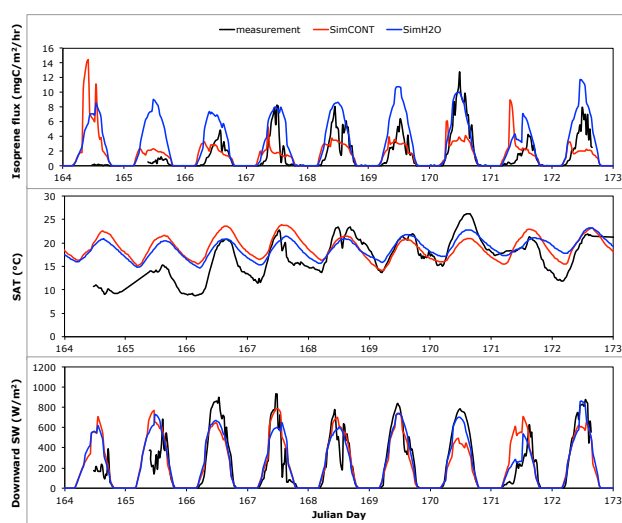 measurement SimCONT SimH2O
Isoprene flux (mgC/m²/hr)
16
14
12
10
8
6
4
2
0
164 165 166 167 168 169 170 171 172 173
SAT (°C)
30
25
20
15
10
5
0
164 165 166 167 168 169 170 171 172 173
Downward SW (W/m²)
1200
1000
800
600
400
200
0
164 165 166 167 168 169 170 171 172 173
Julian Day